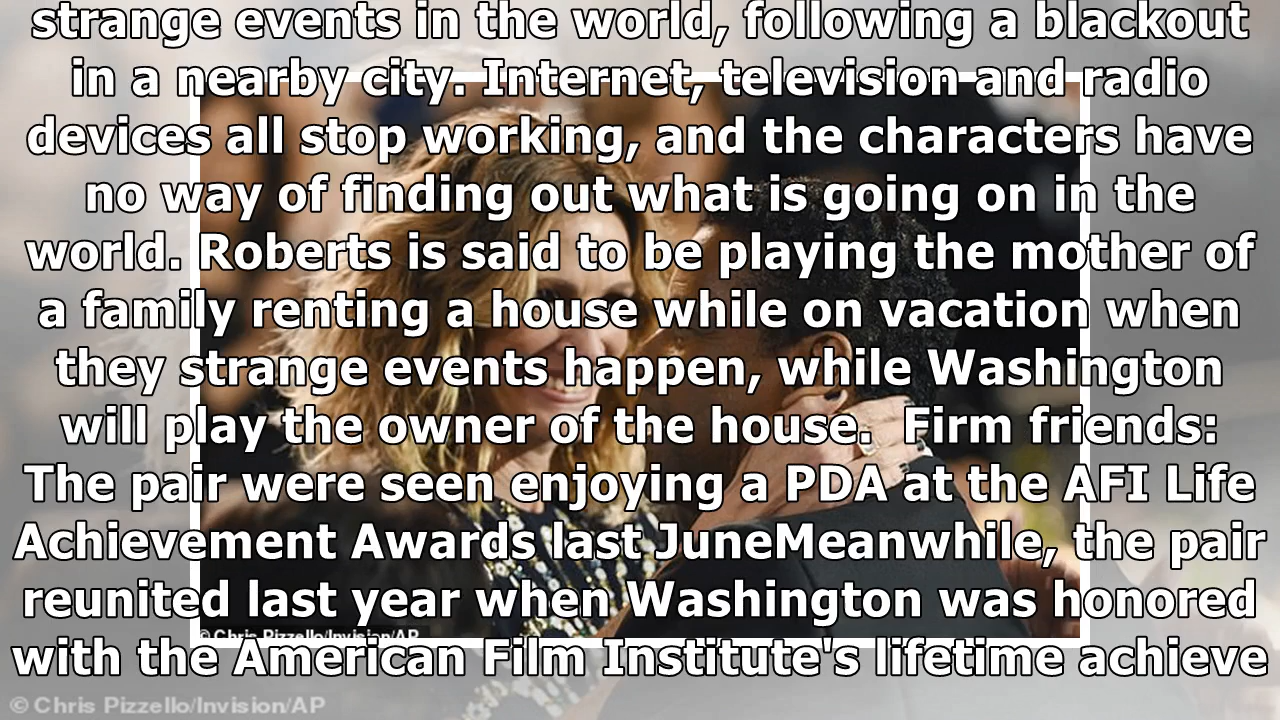 strange events in the world, following a blackout
in a nearby city. Internet, television and radio
devices all stop working, and the characters have
no way of finding out what is going on in the
world. Roberts is said to be playing the mother of
a family renting a house while on vacation when
they strange events happen, while Washington
will play the owner of the house.  Firm friends:
The pair were seen enjoying a PDA at the AFI Life
Achievement Awards last JuneMeanwhile, the pair
reunited last year when Washington was honored
© Chris Pizzello/Invision/AP
with the American Film Institute's lifetime achieve
© Chris Pizzello/Invision/AP